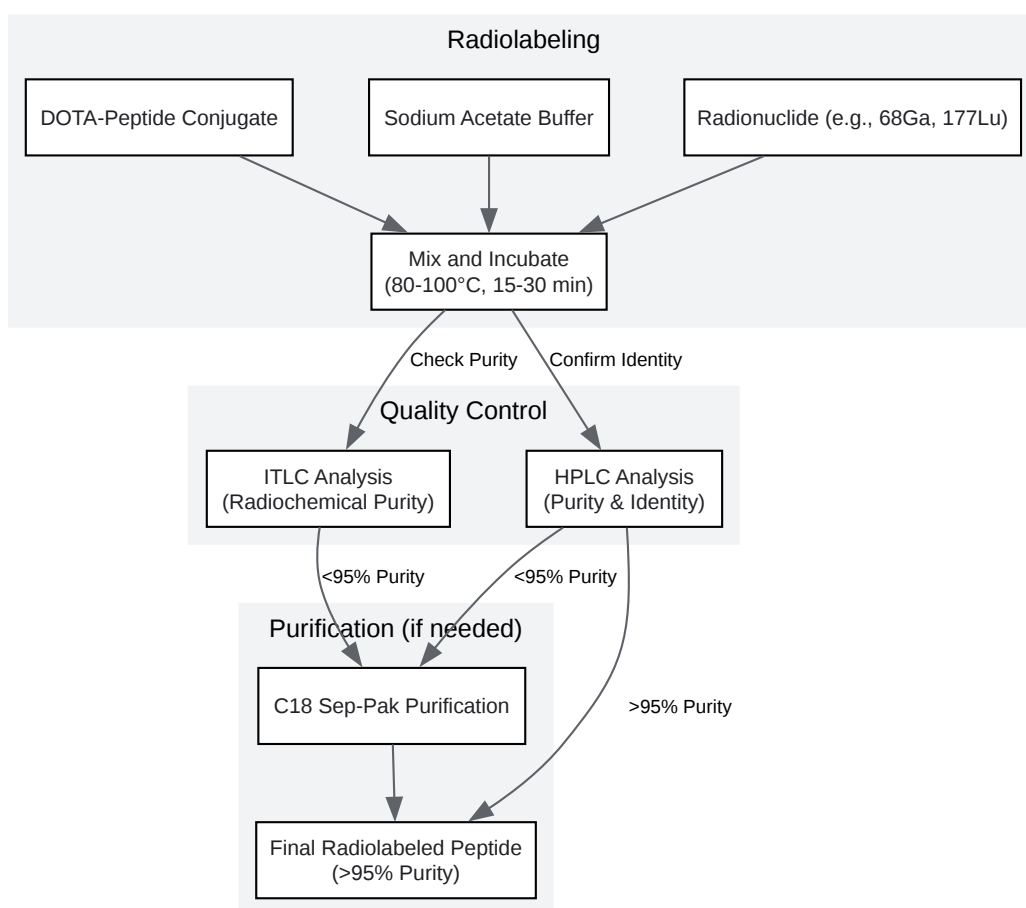 Radiolabeling
DOTA-Peptide Conjugate
Sodium Acetate Buffer
Radionuclide (e.g., 68Ga, 177Lu)
Mix and Incubate
(80-100°C, 15-30 min)
Check Purity
Confirm Identity
Quality Control
ITLC Analysis
(Radiochemical Purity)
HPLC Analysis
(Purity & Identity)
<95% Purity
<95% Purity
Purification (if needed)
C18 Sep-Pak Purification
>95% Purity
Final Radiolabeled Peptide
(>95% Purity)